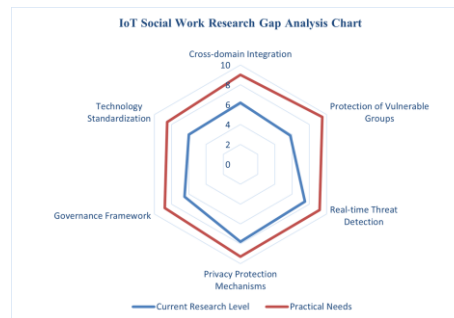 IoT Social Work Research Gap Analysis Chart
Cross-domain Integration
10
8
6
4
2
0
Technology
Standardization
Protection of Vulnerable
Groups
Governance Framework
Real-time Threat
Detection
Privacy Protection
Mechanisms
Current Research Level
Practical Needs